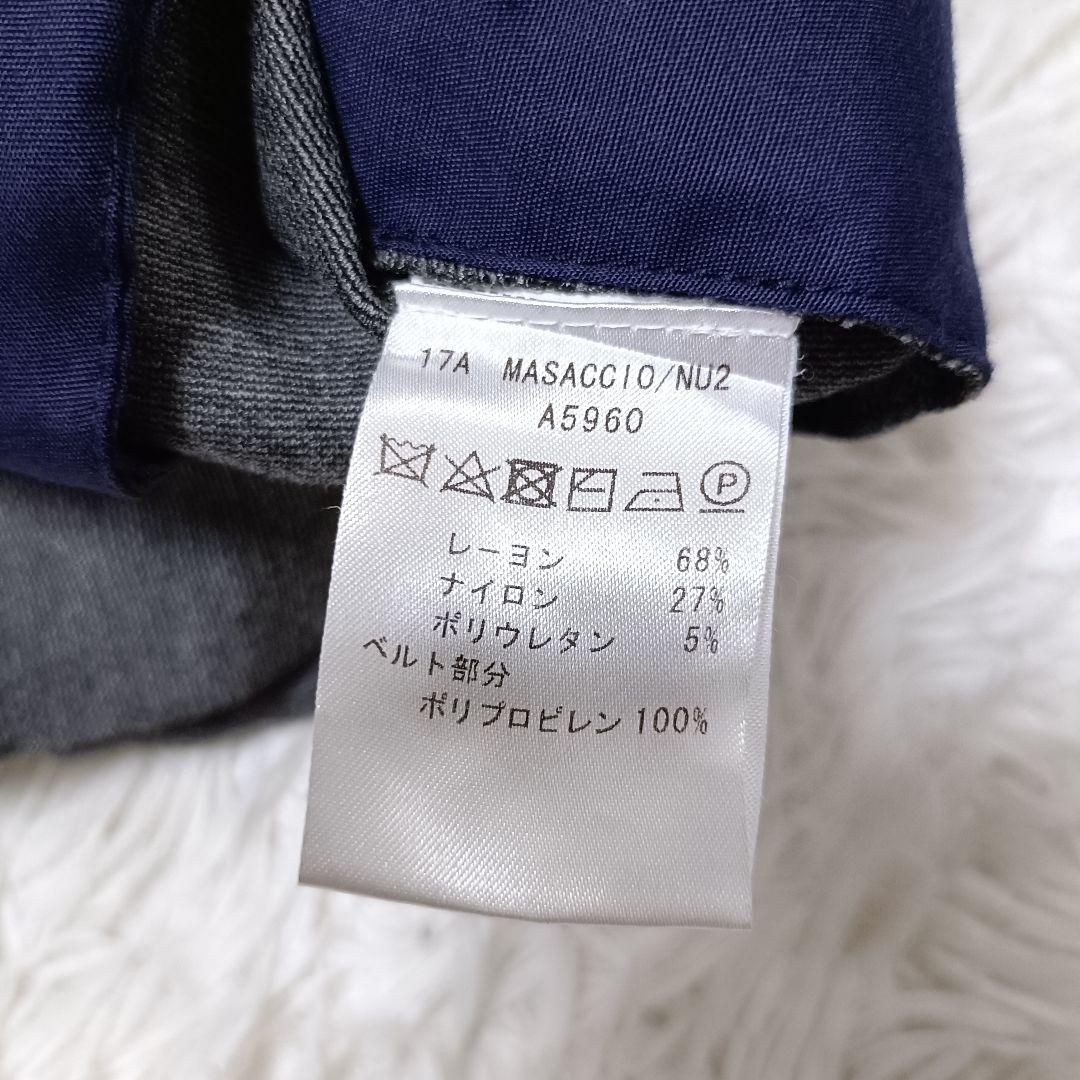 17A MASACCIO/NU2
A5960
P
レーヨン 68%
ナイロン 27%
ポリウレタン 5%
ベルト部分
ポリプロピレン 100%